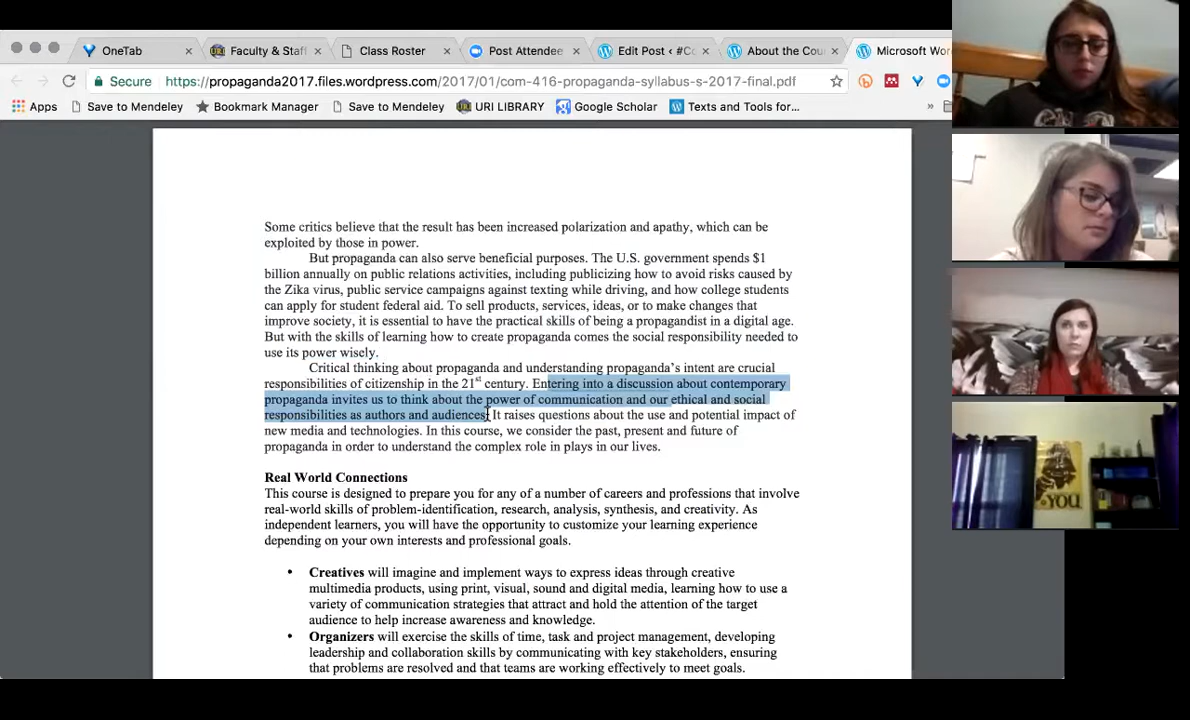 OneTab × URI Faculty & Staf × Class Roster × Post Attendee × Edit Post ‹ #Co × About the Cou × Microsoft Wor
Secure https://propaganda2017.files.wordpress.com/2017/01/com-416-propaganda-syllabus-s-2017-final.pdf
Apps Save to Mendeley Bookmark Manager Save to Mendeley URI LIBRARY Google Scholar Texts and Tools for... »
Some critics believe that the result has been increased polarization and apathy, which can be
exploited by those in power.
But propaganda can also serve beneficial purposes. The U.S. government spends $1
billion annually on public relations activities, including publicizing how to avoid risks caused by
the Zika virus, public service campaigns against texting while driving, and how college students
can apply for student federal aid. To sell products, services, ideas, or to make changes that
improve society, it is essential to have the practical skills of being a propagandist in a digital age.
But with the skills of learning how to create propaganda comes the social responsibility needed to
use its power wisely.
Critical thinking about propaganda and understanding propaganda's intent are crucial
responsibilities of citizenship in the 21st century. Entering into a discussion about contemporary
propaganda invites us to think about the power of communication and our ethical and social
responsibilities as authors and audiences. It raises questions about the use and potential impact of
new media and technologies. In this course, we consider the past, present and future of
propaganda in order to understand the complex role in plays in our lives.
Real World Connections
This course is designed to prepare you for any of a number of careers and professions that involve
real-world skills of problem-identification, research, analysis, synthesis, and creativity. As
independent learners, you will have the opportunity to customize your learning experience
depending on your own interests and professional goals.
• Creatives will imagine and implement ways to express ideas through creative
multimedia products, using print, visual, sound and digital media, learning how to use a
variety of communication strategies that attract and hold the attention of the target
audience to help increase awareness and knowledge.
• Organizers will exercise the skills of time, task and project management, developing
leadership and collaboration skills by communicating with key stakeholders, ensuring
that problems are resolved and that teams are working effectively to meet goals.
YOU